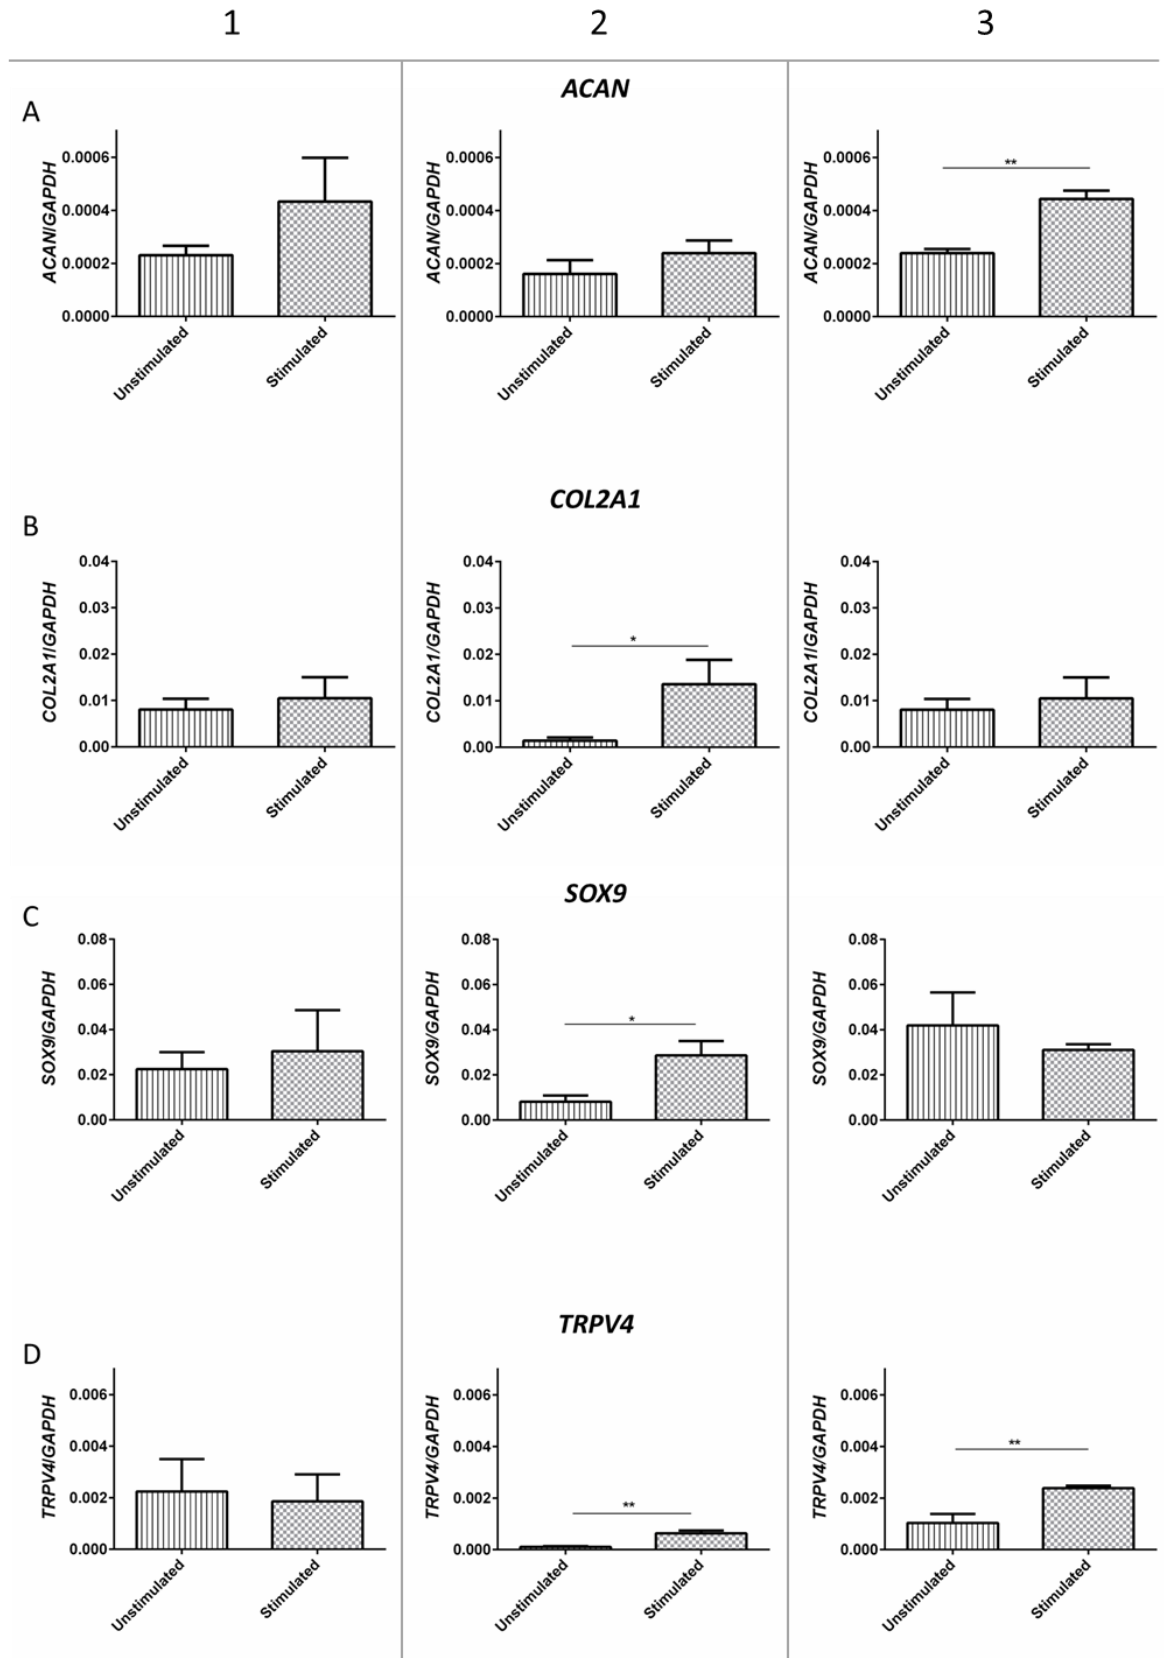 1 2 3
ACAN
A
ACAN/GAPDH ACAN/GAPDH ACAN/GAPDH
0.0006 0.0006 0.0006
**
0.0004 0.0004 0.0004
0.0002 0.0002 0.0002
0.0000 0.0000 0.0000
Unstimulated Stimulated Unstimulated Stimulated Unstimulated Stimulated
COL2A1
B
COL2A1/GAPDH COL2A1/GAPDH COL2A1/GAPDH
0.04 0.04 0.04
0.03 0.03 0.03
*
0.02 0.02 0.02
0.01 0.01 0.01
0.00 0.00 0.00
Unstimulated Stimulated Unstimulated Stimulated Unstimulated Stimulated
SOX9
C
SOX9/GAPDH SOX9/GAPDH SOX9/GAPDH
0.08 0.08 0.08
0.06 0.06 0.06
*
0.04 0.04 0.04
0.02 0.02 0.02
0.00 0.00 0.00
Unstimulated Stimulated Unstimulated Stimulated Unstimulated Stimulated
TRPV4
D
TRPV4/GAPDH TRPV4/GAPDH TRPV4/GAPDH
0.006 0.006 0.006
**
0.004 0.004 0.004
0.002 0.002 0.002
**
0.000 0.000 0.000
Unstimulated Stimulated Unstimulated Stimulated Unstimulated Stimulated